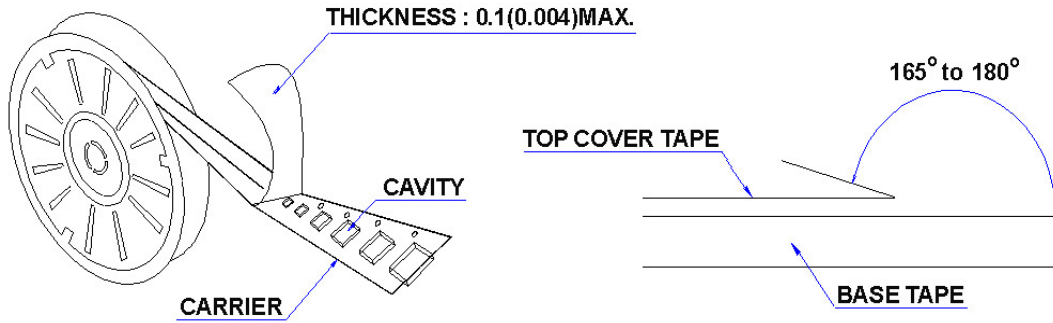 THICKNESS : 0.1(0.004)MAX.
CAVITY
CARRIER
165° to 180°
TOP COVER TAPE
BASE TAPE